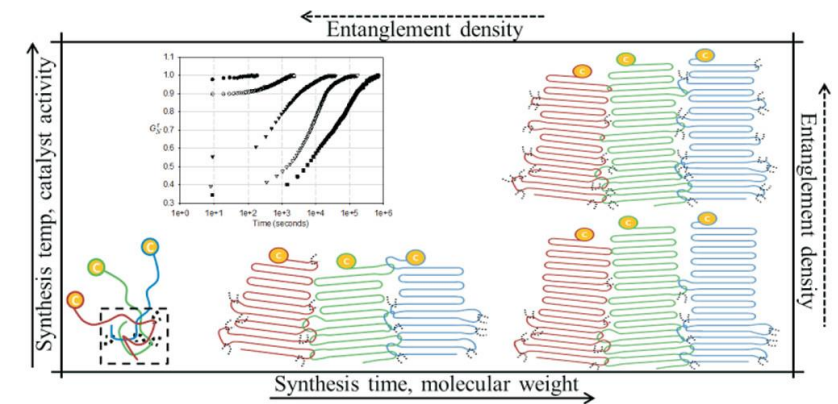 Entanglement density
Synthesis temp, catalyst activity
1.1
1.0
0.9
0.8
0.7
0.6
0.5
0.4
0.3
1e+0 1e+1 1e+2 1e+3 1e+4 1e+5 1e+6
Time (seconds)
C
C
C
C
C
C
C
C
C
C
C
C
Entanglement density
Synthesis time, molecular weight